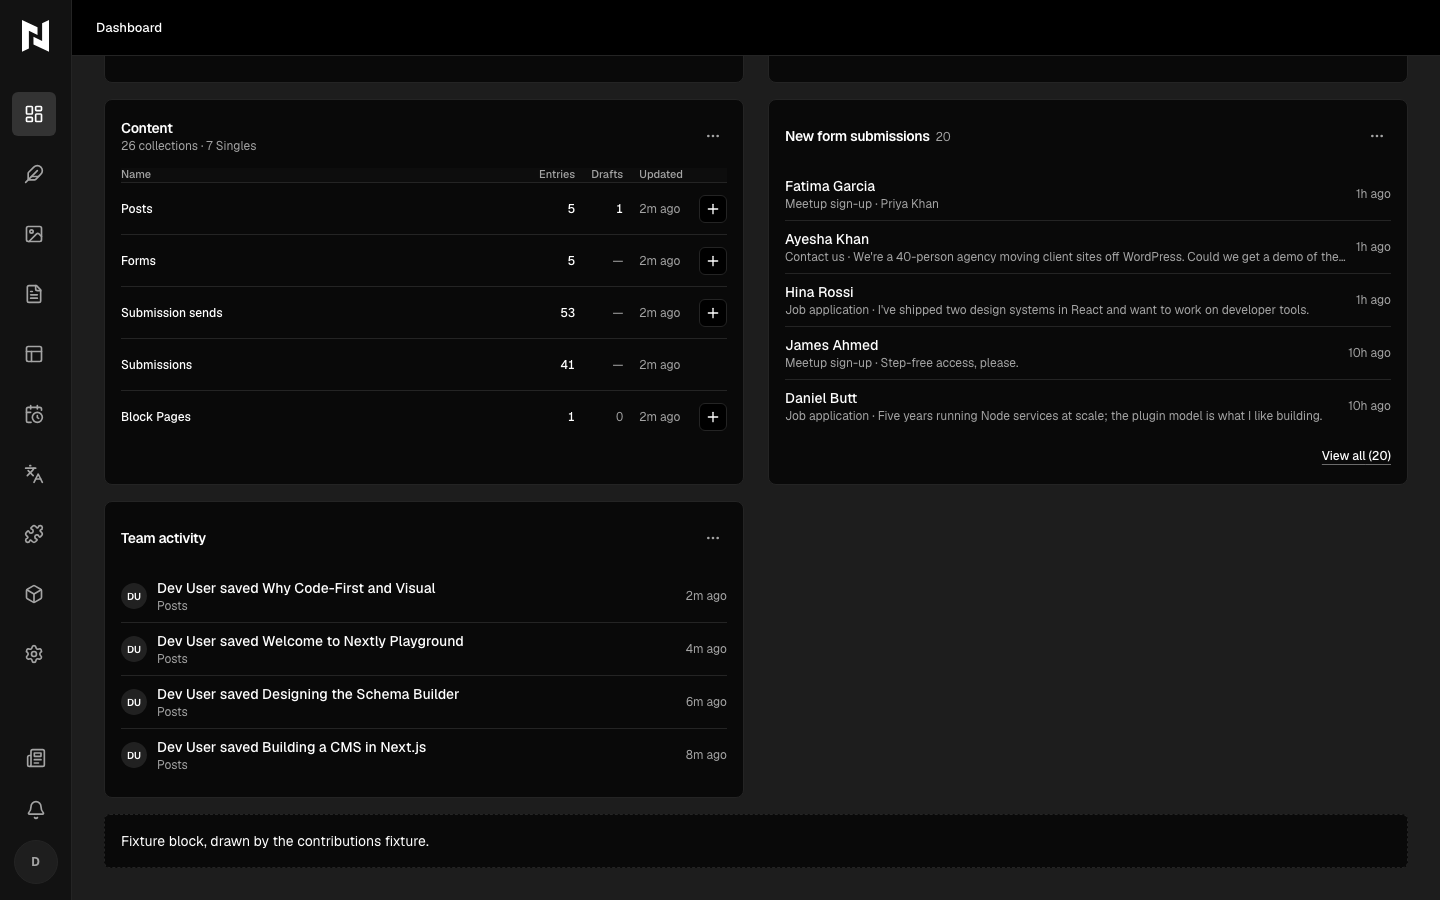 Dashboard
Content
26 collections · 7 Singles
Name Entries Drafts Updated
Posts 5 1 2m ago
Forms 5 — 2m ago
Submission sends 53 — 2m ago
Submissions 41 — 2m ago
Block Pages 1 0 2m ago
New form submissions 20
Fatima Garcia
Meetup sign-up · Priya Khan
1h ago
Ayesha Khan
Contact us · We're a 40-person agency moving client sites off WordPress. Could we get a demo of the…
1h ago
Hina Rossi
Job application · I've shipped two design systems in React and want to work on developer tools.
1h ago
James Ahmed
Meetup sign-up · Step-free access, please.
10h ago
Daniel Butt
Job application · Five years running Node services at scale; the plugin model is what I like building.
10h ago
View all (20)
Team activity
DU Dev User saved Why Code-First and Visual
Posts
2m ago
DU Dev User saved Welcome to Nextly Playground
Posts
4m ago
DU Dev User saved Designing the Schema Builder
Posts
6m ago
DU Dev User saved Building a CMS in Next.js
Posts
8m ago
Fixture block, drawn by the contributions fixture.
D